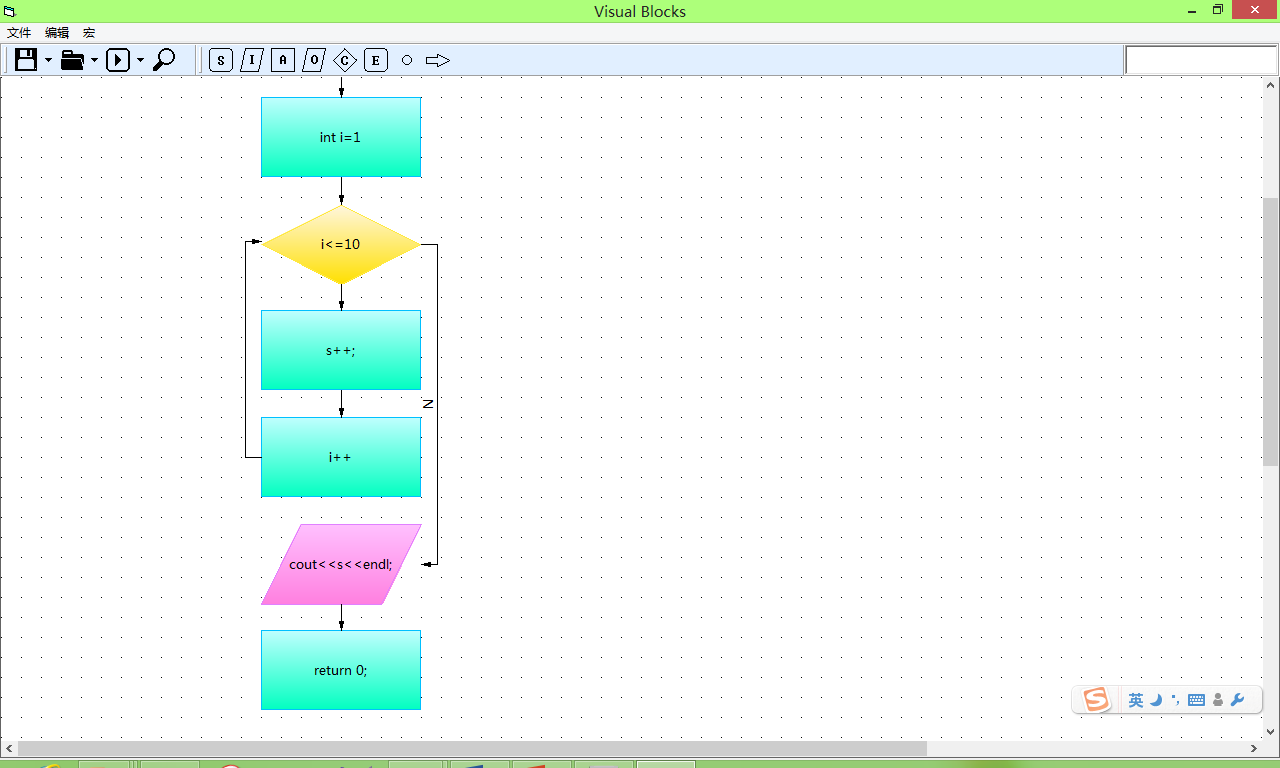 Visual Blocks
文件 编辑 宏
S I A O C E
int i=1
i<=10
s++;
N
i++
cout<<s<<endl;
return 0;
S 英